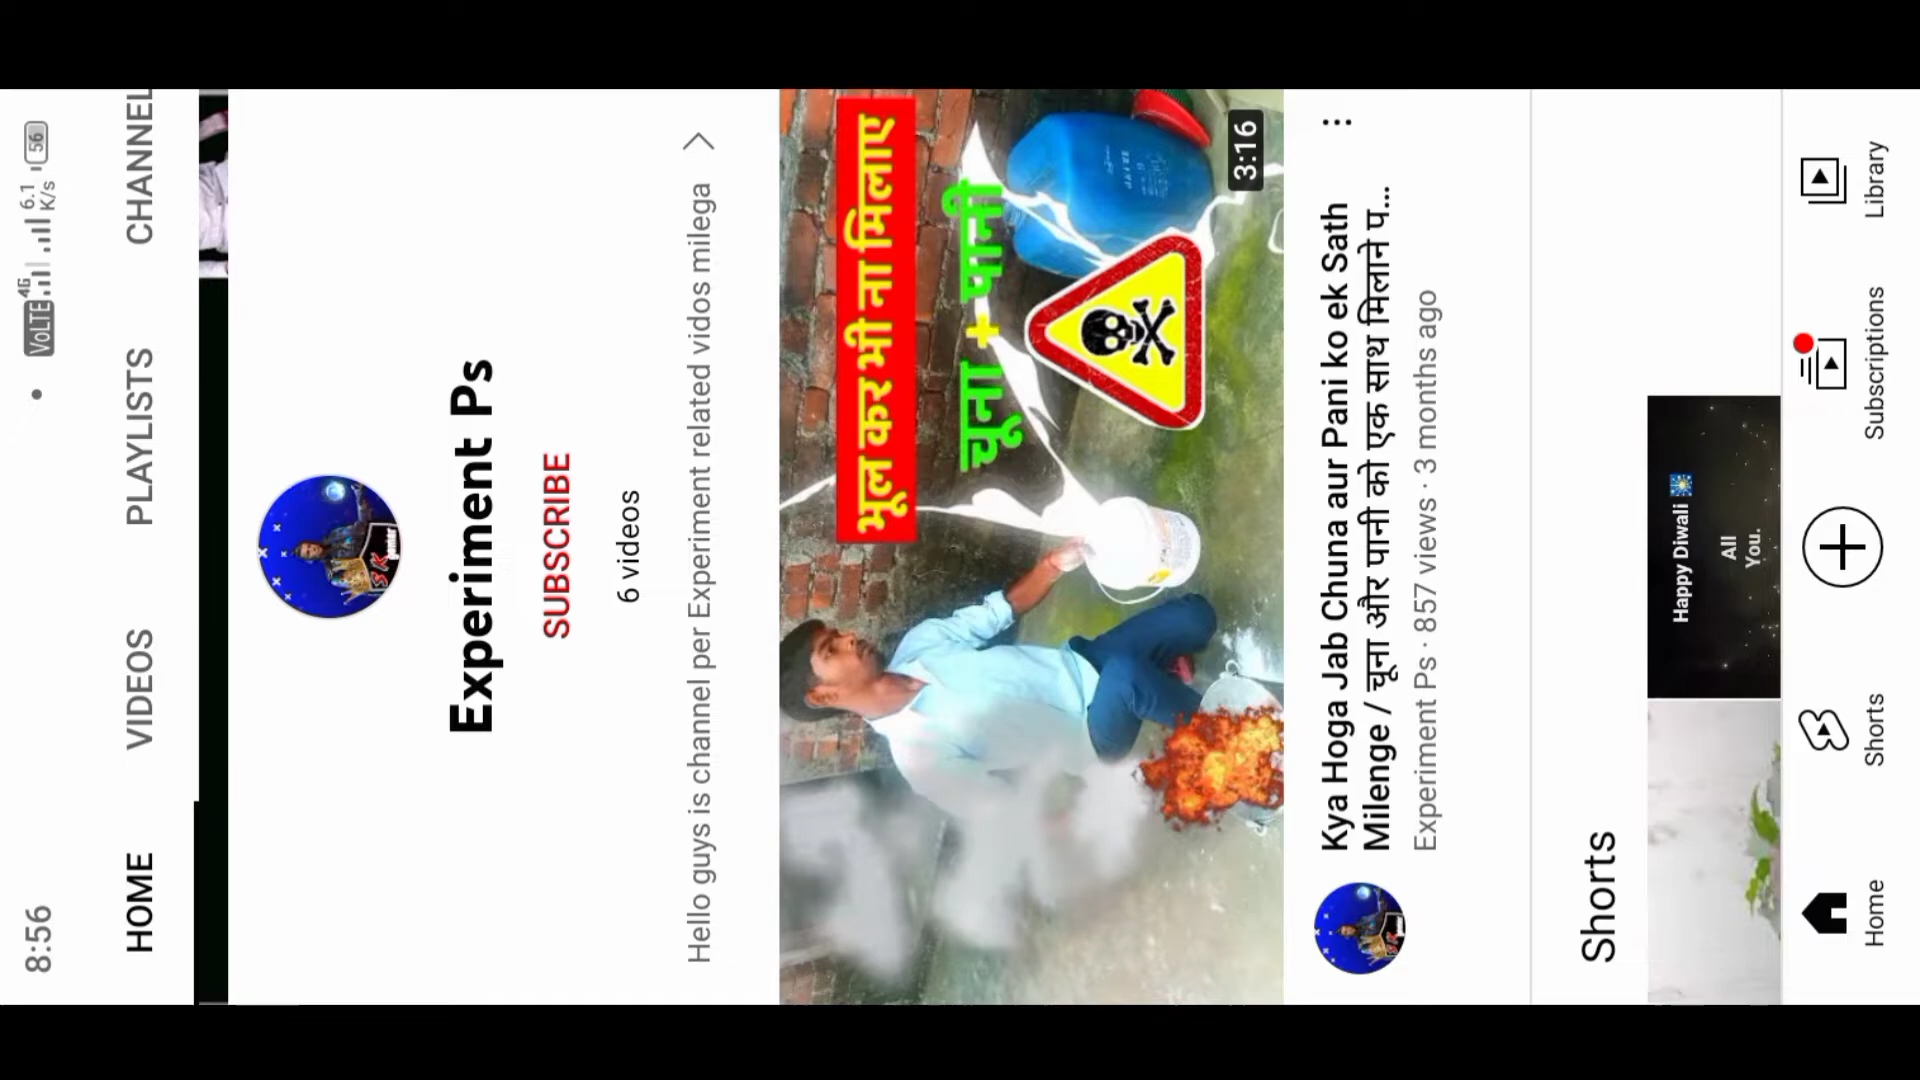 8:56
VoLTE 4G 6.1 K/s 56
HOME VIDEOS PLAYLISTS CHANNEL
Experiment Ps
SUBSCRIBE
6 videos
Hello guys is channel per Experiment related vidos milega
भूल कर भी ना मिलाए
चूना + पानी
3:16
Kya Hoga Jab Chuna aur Pani ko ek Sath
Milenge / चूना और पानी को एक साथ मिलाने प...
Experiment Ps · 857 views · 3 months ago
Shorts
Happy Diwali
All
You.
Home Shorts Subscriptions Library